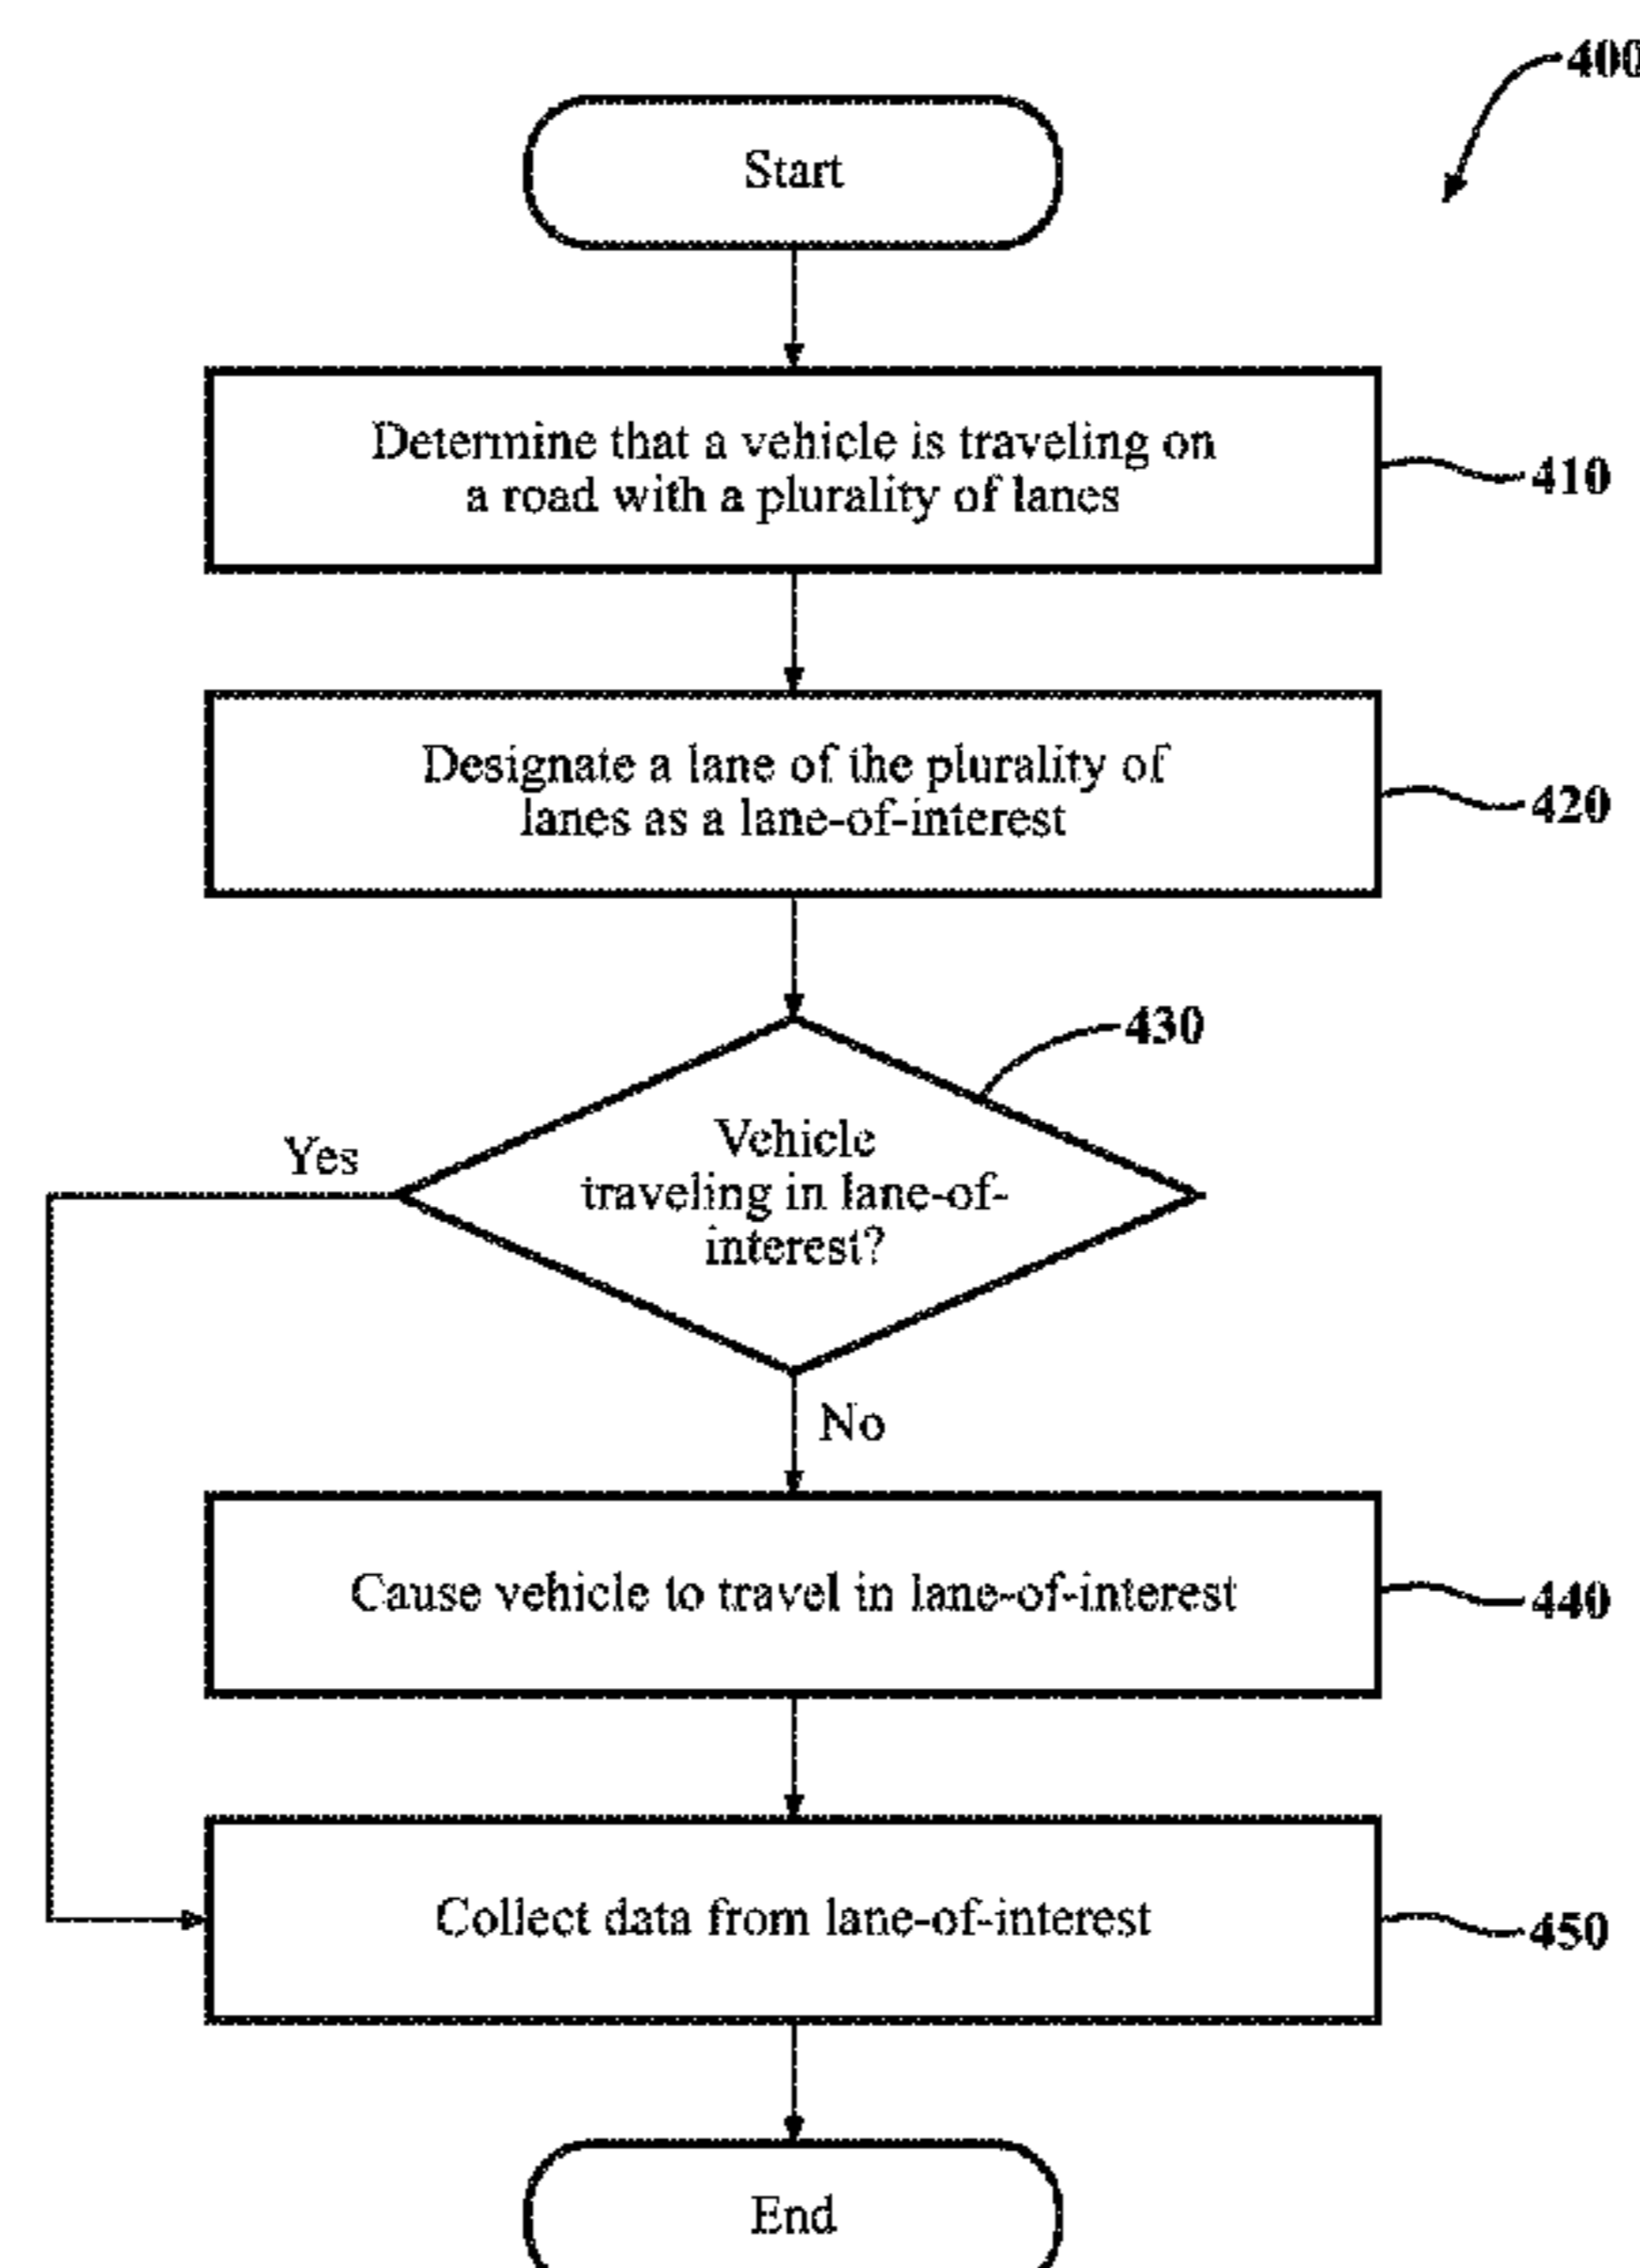 400
Start
Determine that a vehicle is traveling on
a road with a plurality of lanes
410
Designate a lane of the plurality of
lanes as a lane-of-interest
420
430
Vehicle
traveling in lane-of-
interest?
Yes
No
Cause vehicle to travel in lane-of-interest
440
Collect data from lane-of-interest
450
End